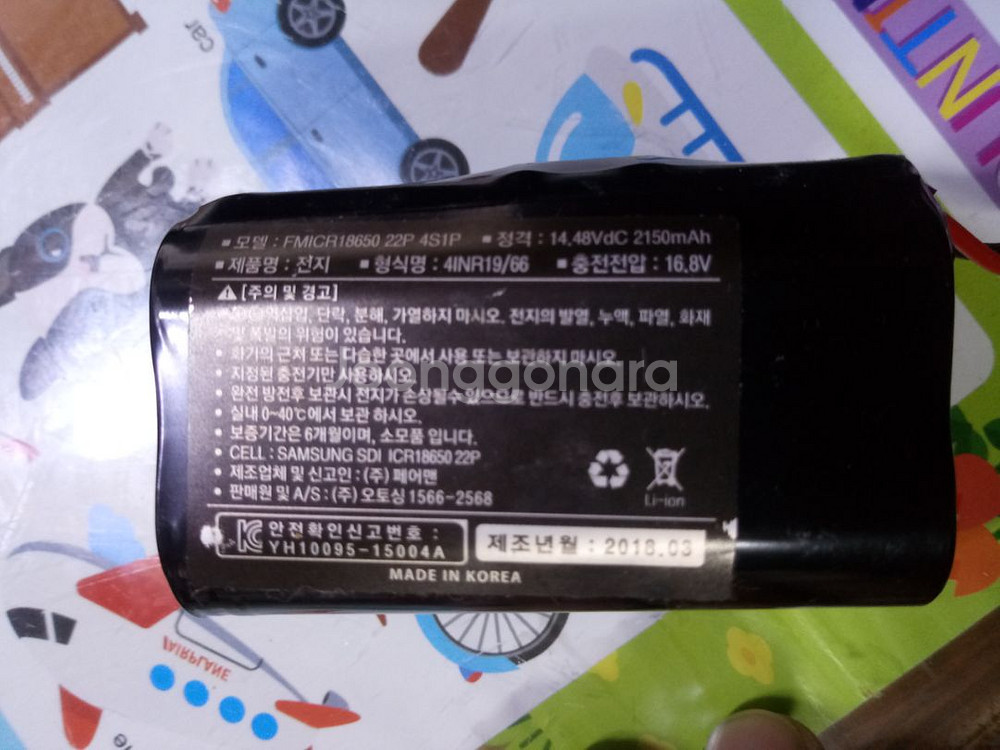 car
▪ 모델 : FMICR18650 22P 4S1P ▪ 정격 : 14.48VdC 2150mAh
▪ 제품명 : 전지 ▪ 형식명 : 4INR19/66 ▪ 충전전압 : 16.8V
⚠ [주의 및 경고]
단락, 분해, 가열하지 마시오. 전지의 발열, 누액, 파열, 화재
및 폭발의 위험이 있습니다.
• 화기의 근처 또는 다습한 곳에서 사용 또는 보관하지 마시오.
• 지정된 충전기만 사용하시오.
• 완전 방전후 보관시 전지가 손상될수 있으므로 반드시 충전후 보관하시오.
• 실내 0~40℃에서 보관 하시오.
• 보증기간은 6개월이며, 소모품 입니다.
• CELL : SAMSUNG SDI ICR18650 22P
• 제조업체 및 신고인 : (주) 페어맨
• 판매원 및 A/S : (주) 오토싱 1566-2568
Li-ion
안전확인신고번호 :
YH10095-15004A
제조년월 : 2018.03
MADE IN KOREA
AIRPLANE